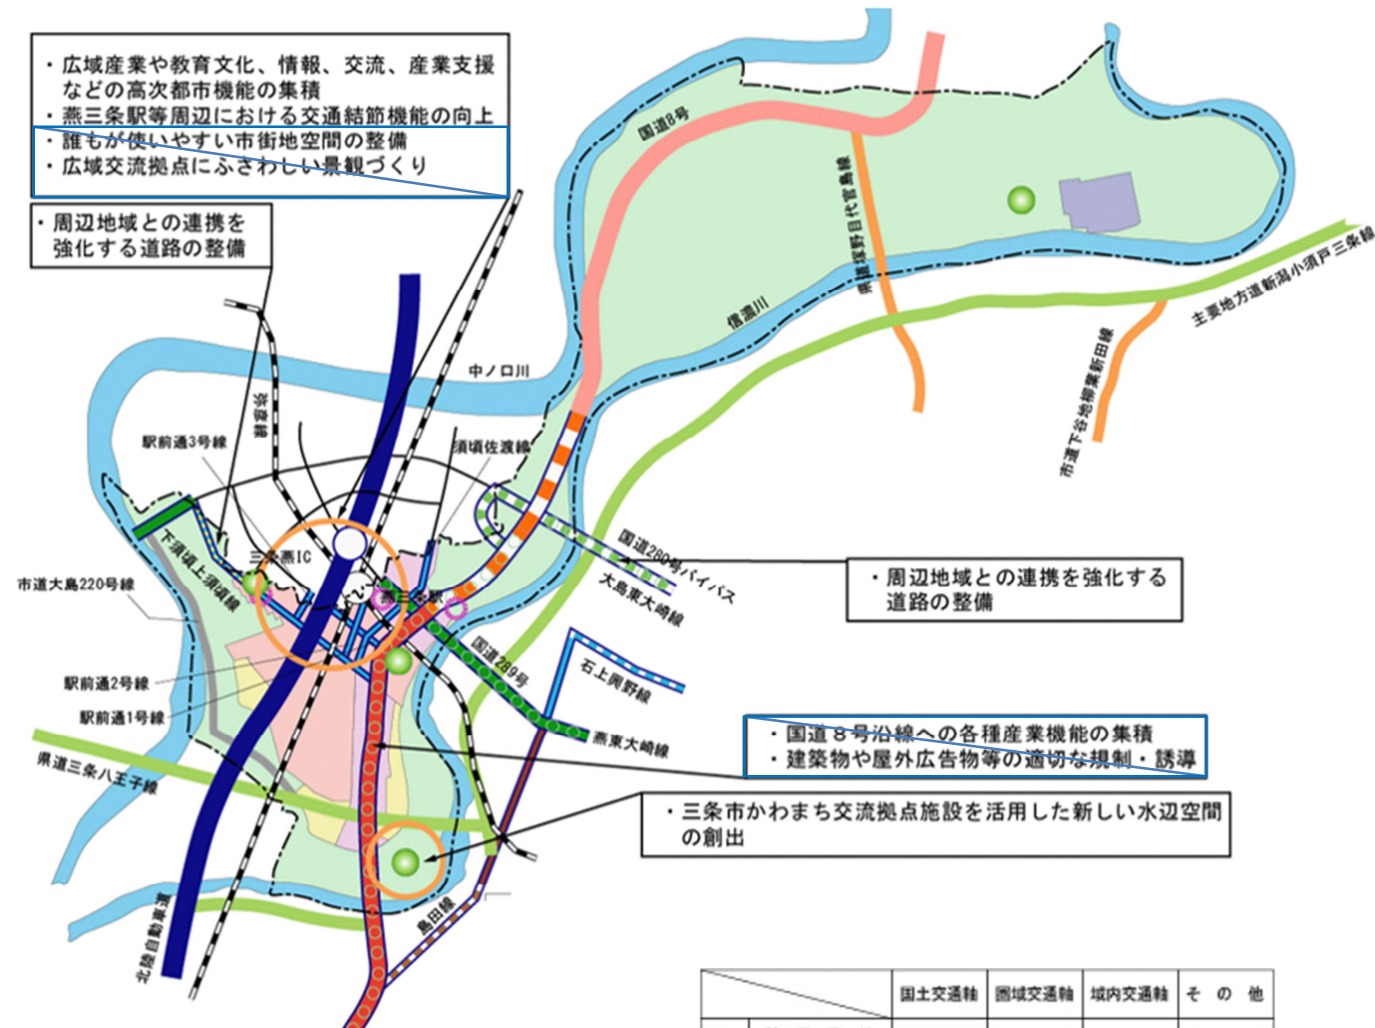 ・広域産業や教育文化、情報、交流、産業支援
などの高次都市機能の集積
・燕三条駅等周辺における交通結節機能の向上
・誰もが使いやすい市街地空間の整備
・広域交流拠点にふさわしい景観づくり
・周辺地域との連携を
強化する道路の整備
国道8号
県道塚野目代官島線
信濃川
主要地方道新潟小須戸三条線
市道下谷地柳葉新田線
中ノ口川
弥彦線
駅前通3号線
須頃佐渡線
三条燕IC
下須頃上須頃線
市道大島220号線
燕三条駅
国道280号バイパス
大島東大崎線
・周辺地域との連携を強化する
道路の整備
国道289号
石上興野線
駅前通2号線
駅前通1号線
燕東大崎線
・国道８号沿線への各種産業機能の集積
・建築物や屋外広告物等の適切な規制・誘導
県道三条八王子線
・三条市かわまち交流拠点施設を活用した新しい水辺空間
の創出
島田線
北陸自動車道
国土交通軸 圏域交通軸 域内交通軸 そ の 他